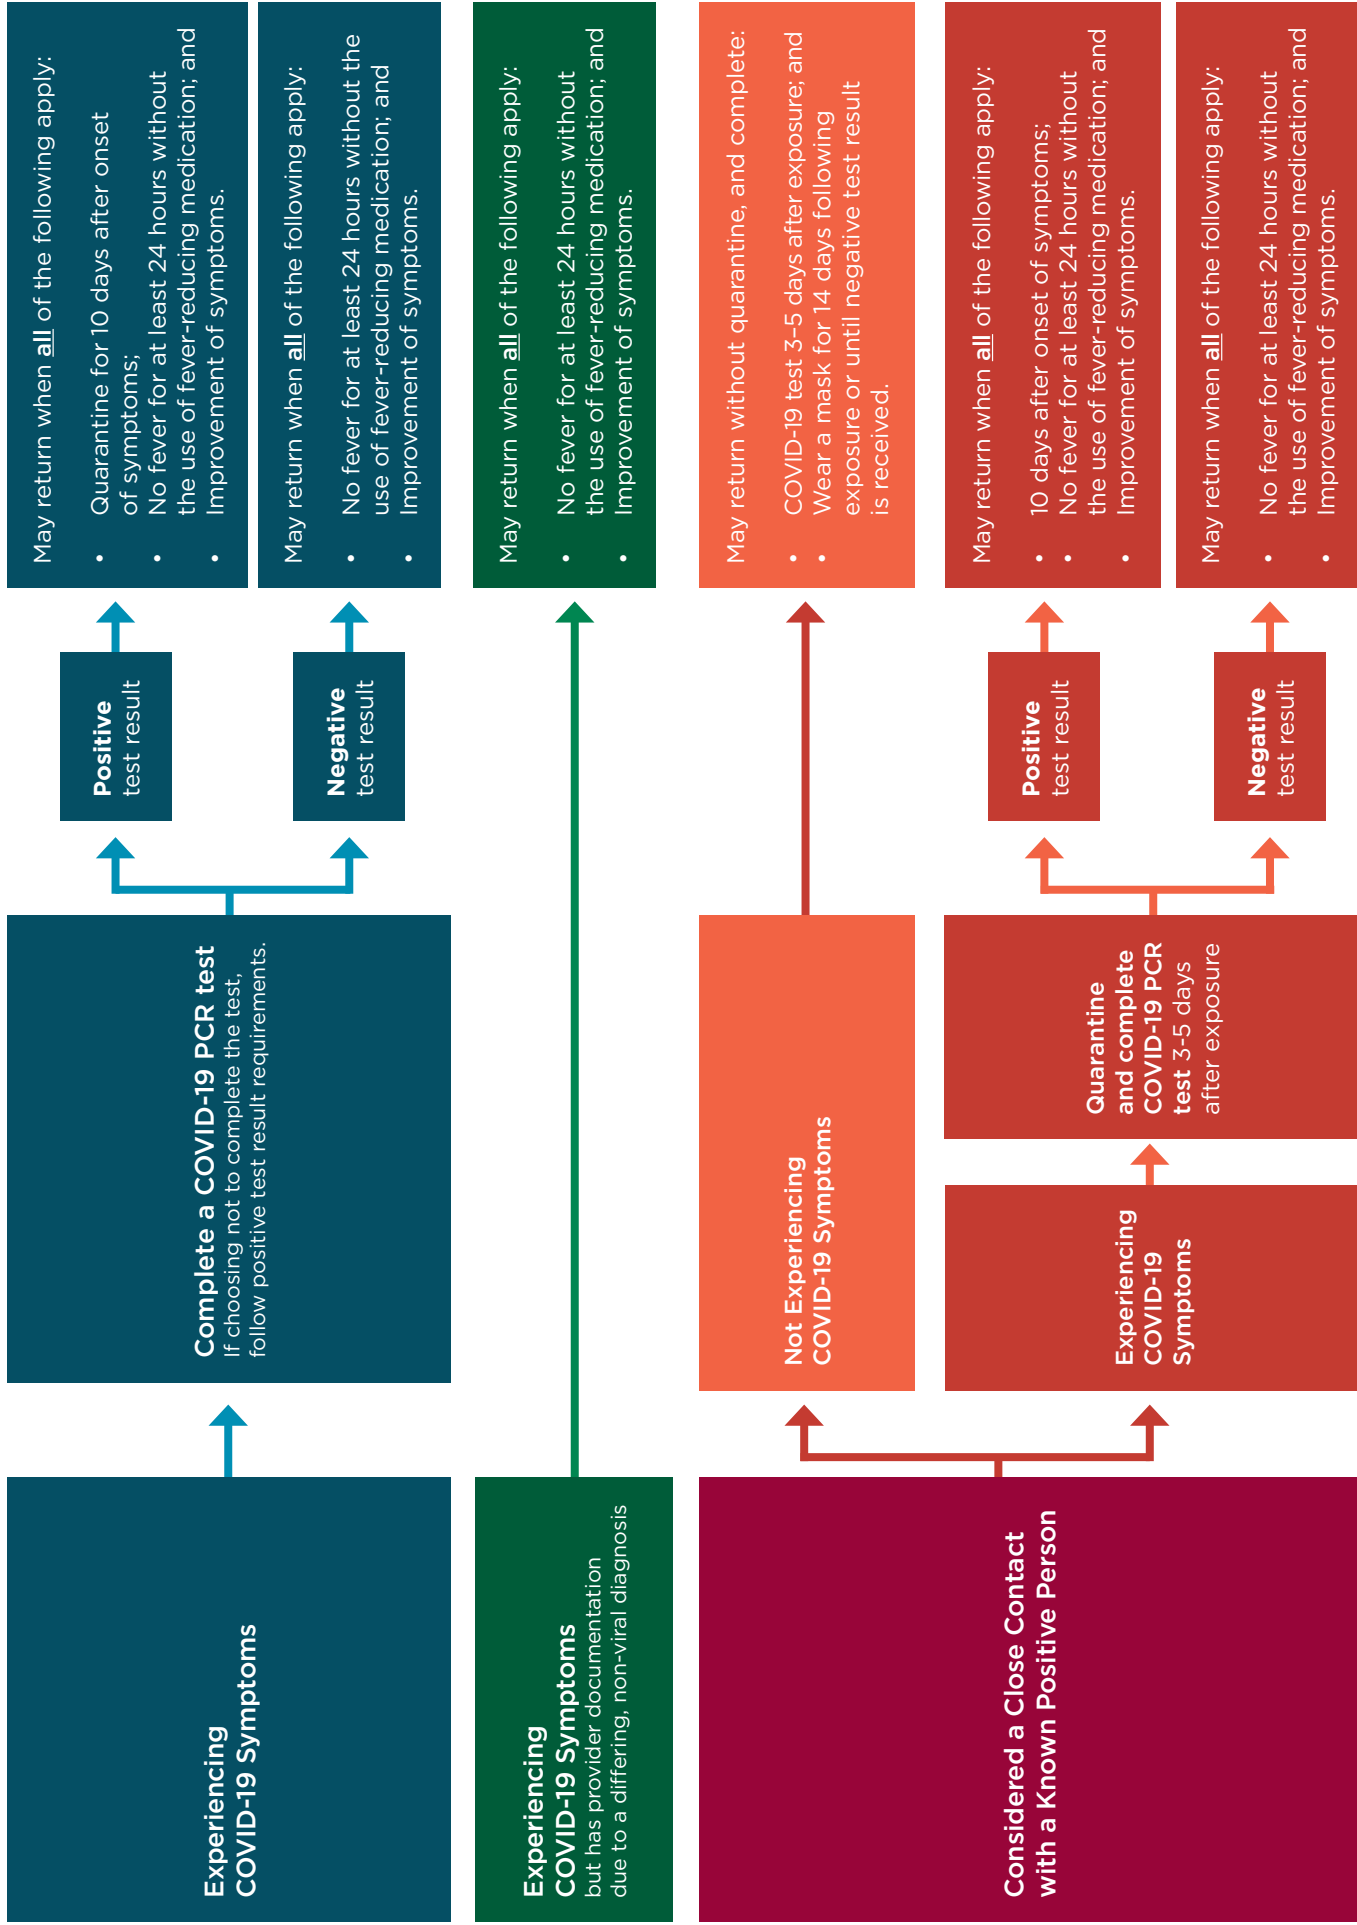 Experiencing
COVID-19 Symptoms
Complete a COVID-19 PCR test
If choosing not to complete the test,
follow positive test result requirements.
Positive
test result
May return when all of the following apply:
• Quarantine for 10 days after onset
of symptoms;
• No fever for at least 24 hours without
the use of fever-reducing medication; and
• Improvement of symptoms.
Negative
test result
May return when all of the following apply:
• No fever for at least 24 hours without the
use of fever-reducing medication; and
• Improvement of symptoms.
Experiencing
COVID-19 Symptoms
but has provider documentation
due to a differing, non-viral diagnosis
May return when all of the following apply:
• No fever for at least 24 hours without
the use of fever-reducing medication; and
• Improvement of symptoms.
Considered a Close Contact
with a Known Positive Person
Not Experiencing
COVID-19 Symptoms
May return without quarantine, and complete:
• COVID-19 test 3–5 days after exposure; and
• Wear a mask for 14 days following
exposure or until negative test result
is received.
Experiencing
COVID-19
Symptoms
Quarantine
and complete
COVID-19 PCR
test 3-5 days
after exposure
Positive
test result
May return when all of the following apply:
• 10 days after onset of symptoms;
• No fever for at least 24 hours without
the use of fever-reducing medication; and
• Improvement of symptoms.
Negative
test result
May return when all of the following apply:
• No fever for at least 24 hours without
the use of fever-reducing medication; and
• Improvement of symptoms.